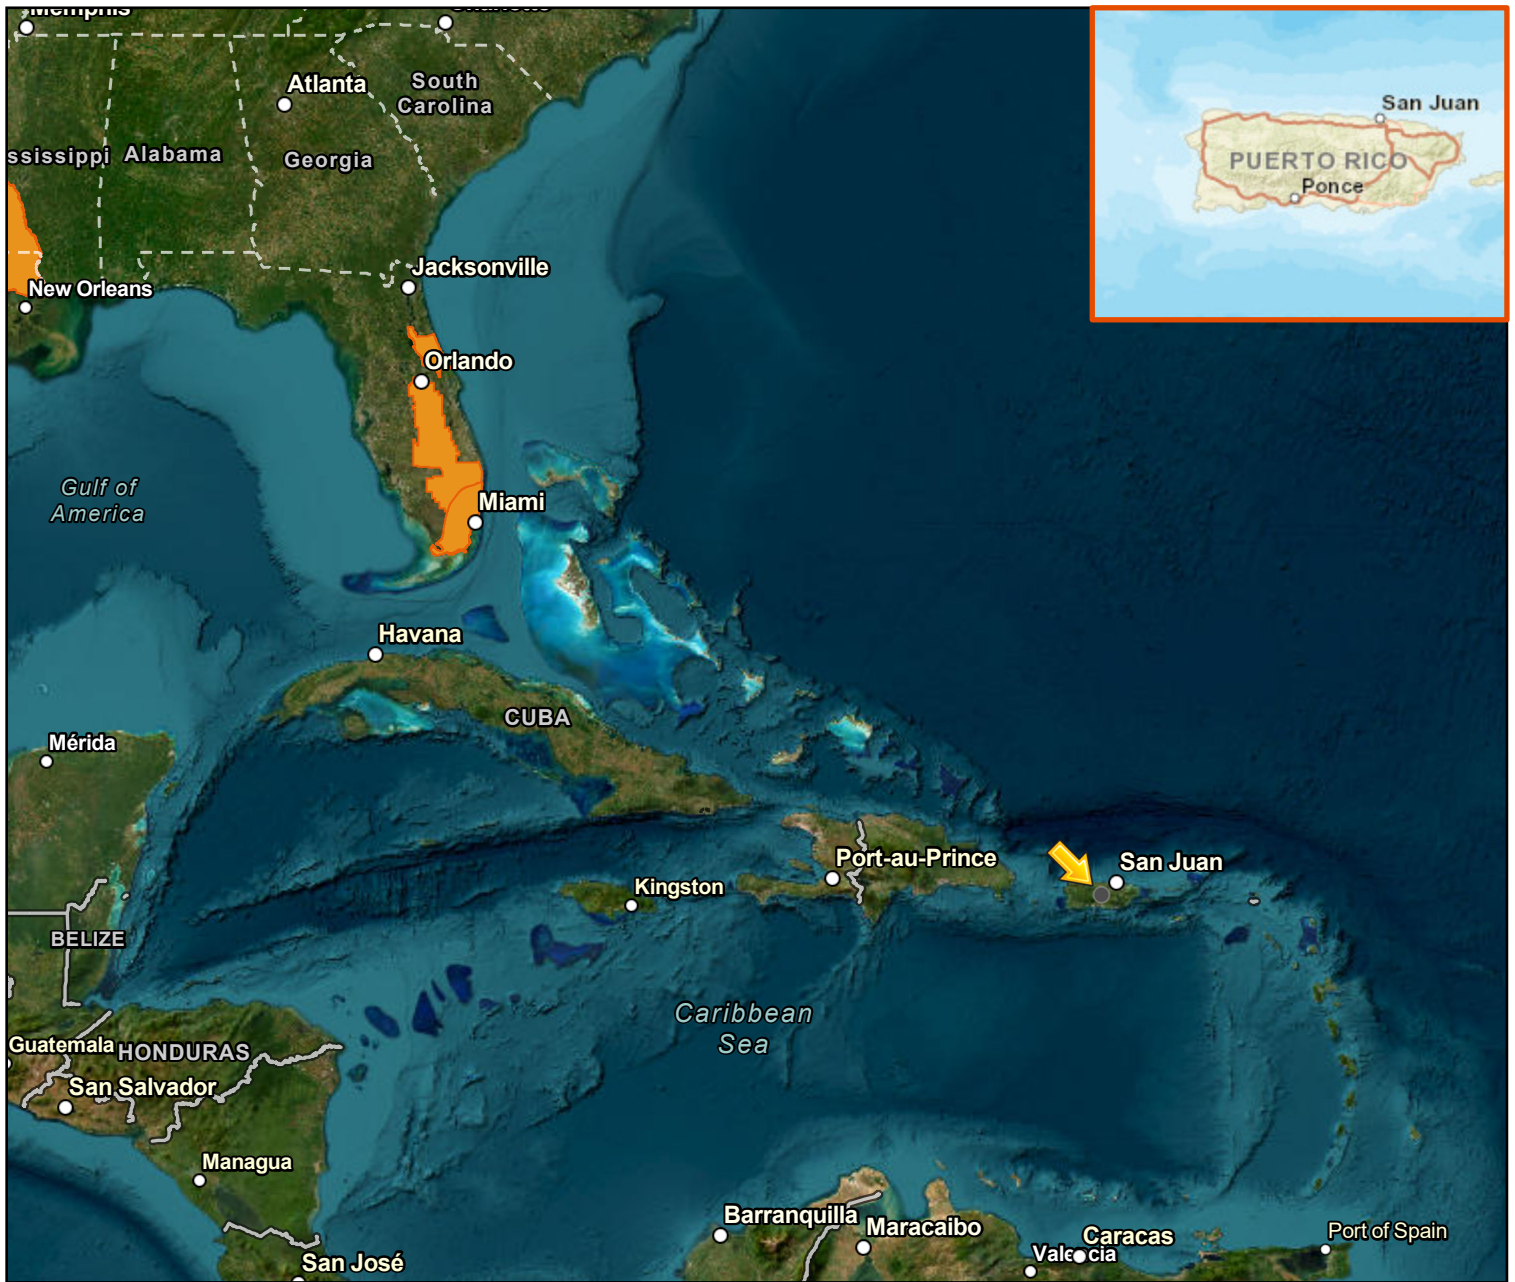 Memphis
Charlotte
Atlanta
South
Carolina
ssissippi
Alabama
Georgia
Jacksonville
New Orleans
Orlando
Gulf of
America
Miami
Havana
CUBA
Mérida
Port-au-Prince
San Juan
Kingston
BELIZE
Caribbean
Sea
Guatemala
HONDURAS
San Salvador
Managua
Barranquilla
Maracaibo
Caracas
Valencia
Port of Spain
San José
San Juan
PUERTO RICO
Ponce